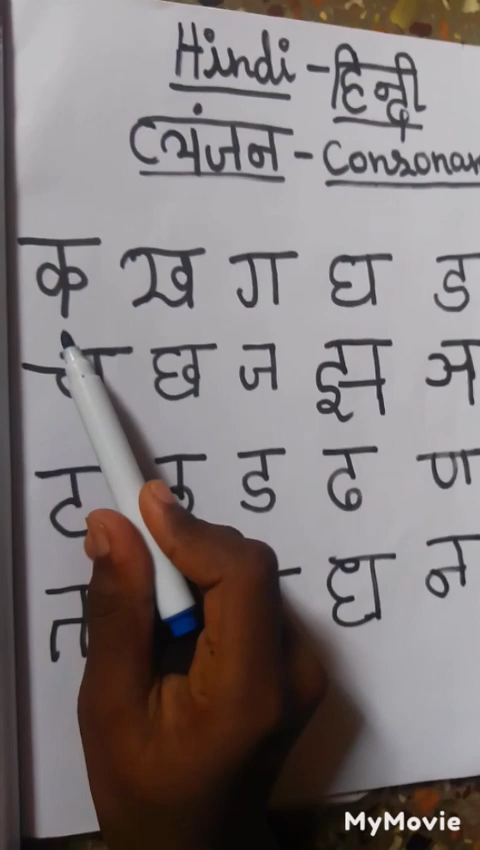 Hindi - हिन्दी
व्यंजन - Consonan
क ख ग घ ड
च छ ज झ ञ
ट ठ ड ढ ण
त ध न
MyMovie